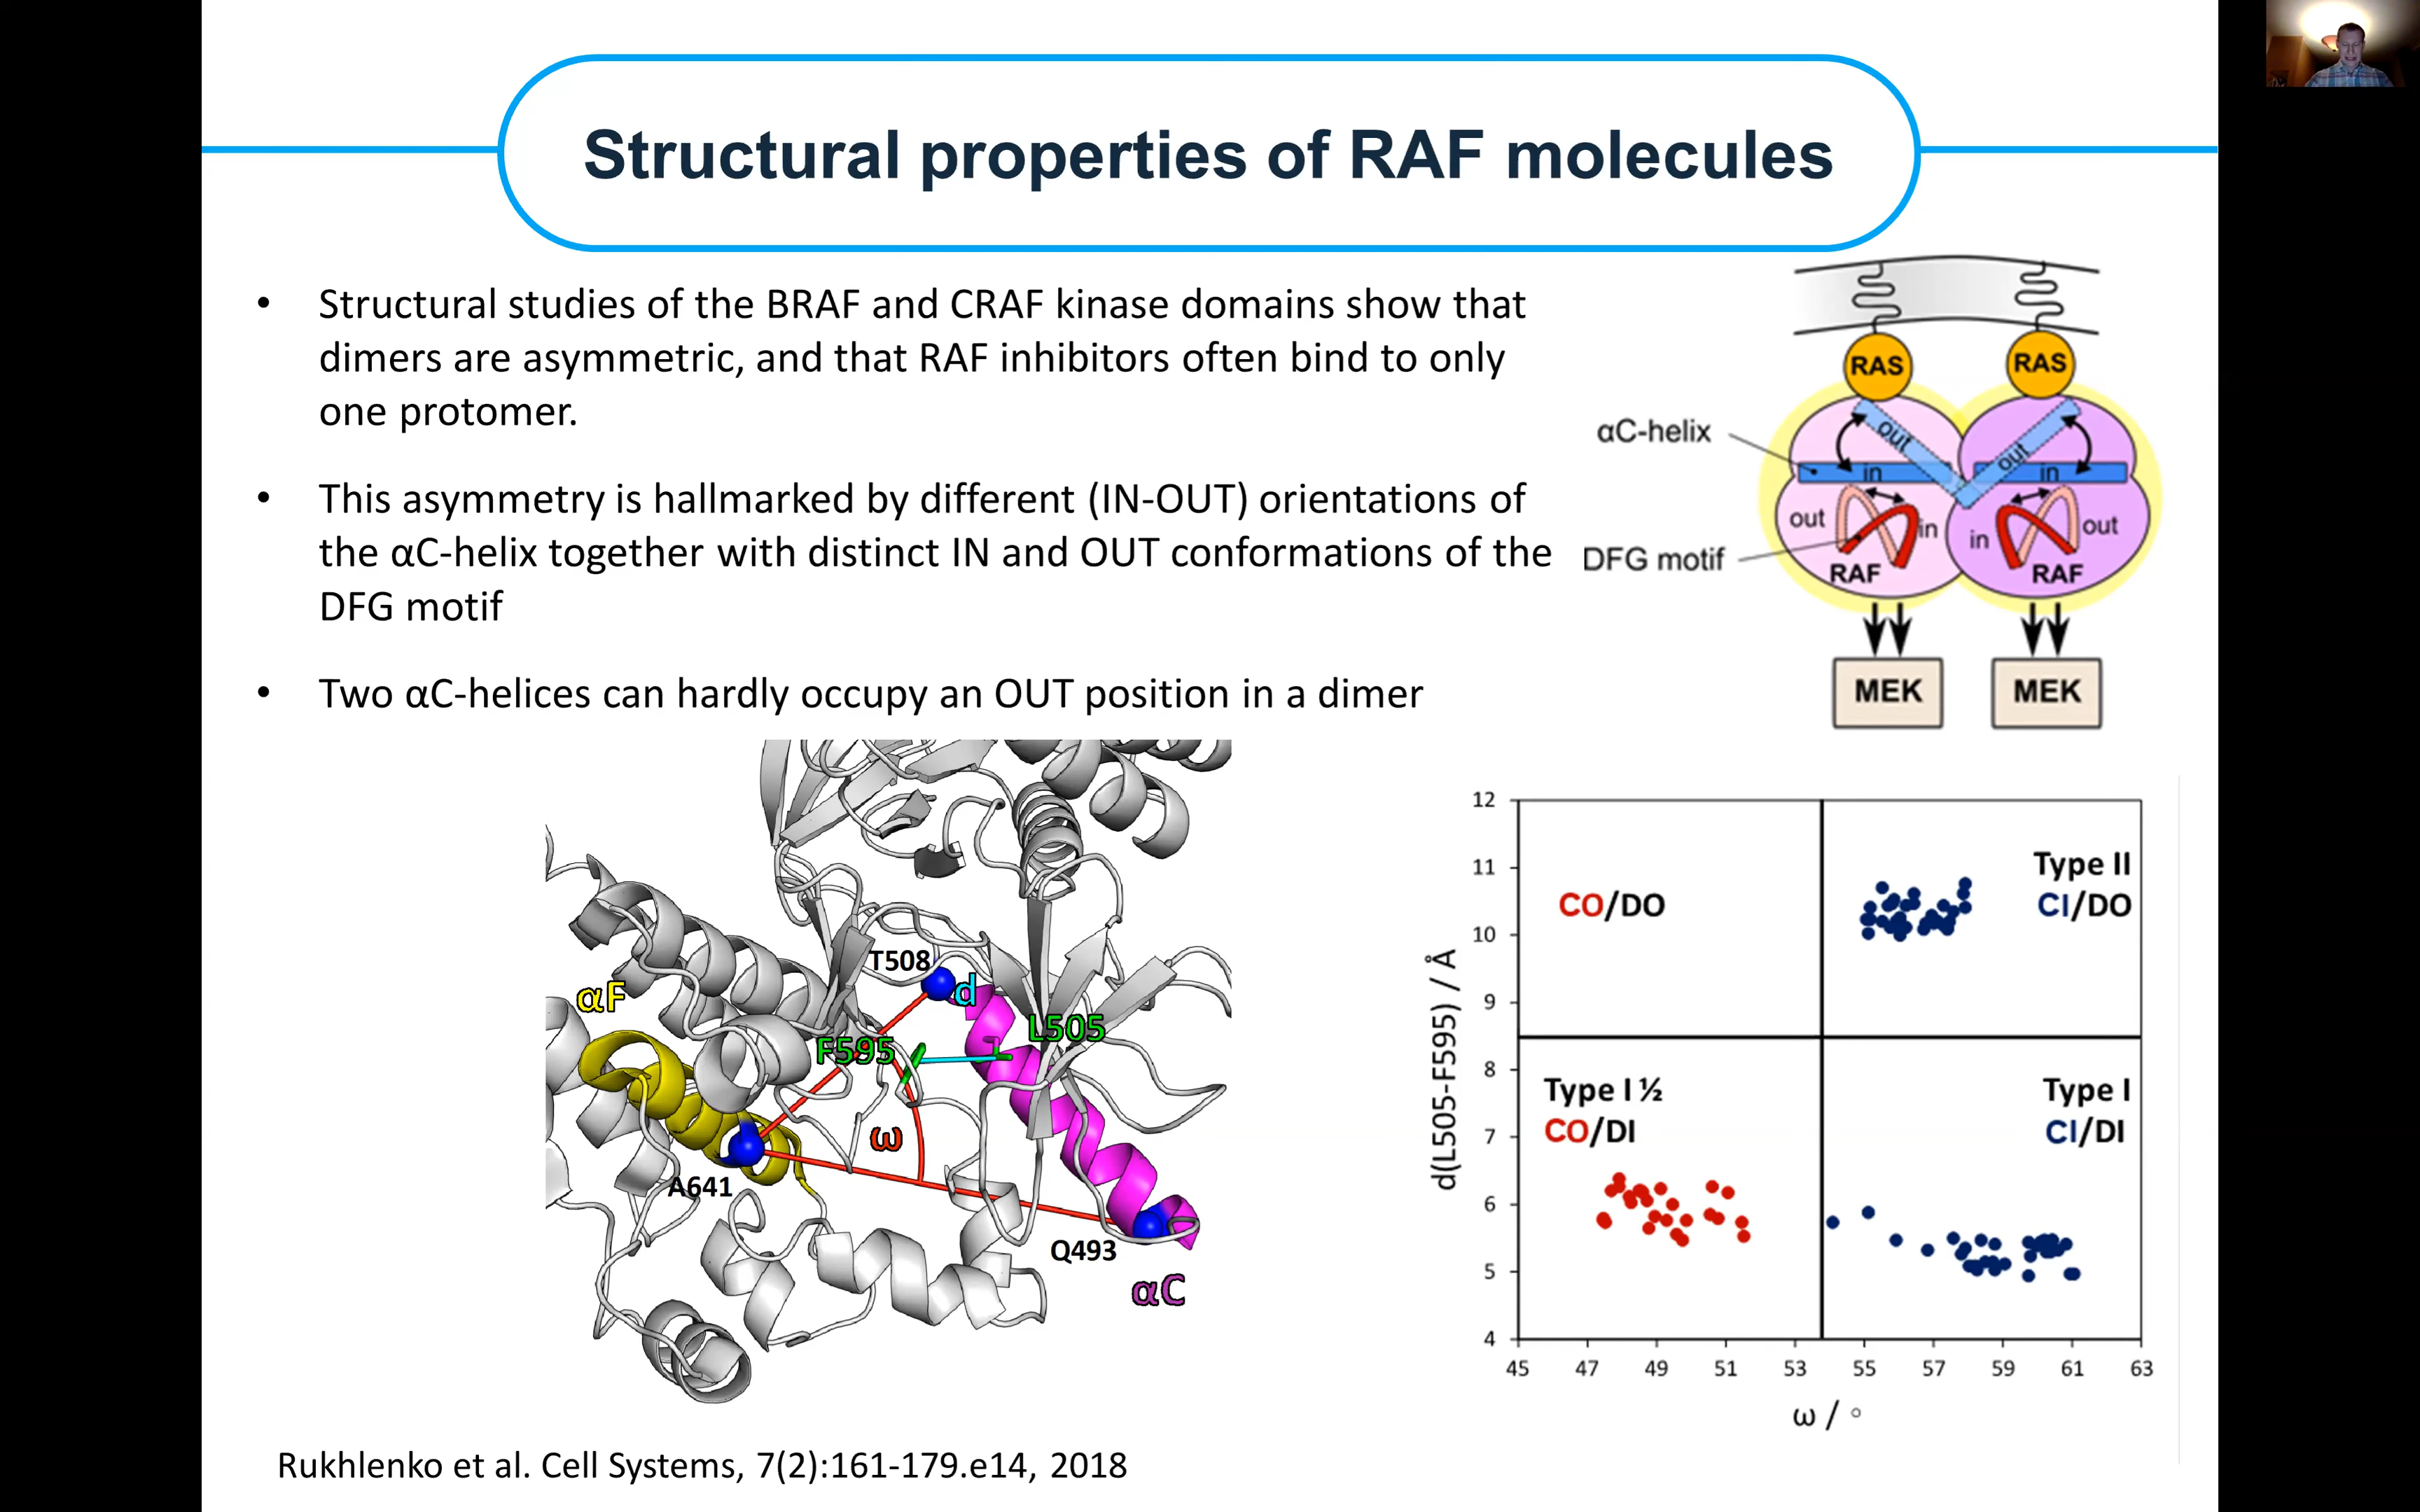 Structural properties of RAF molecules
• Structural studies of the BRAF and CRAF kinase domains show that
dimers are asymmetric, and that RAF inhibitors often bind to only
one protomer.
• This asymmetry is hallmarked by different (IN-OUT) orientations of
the αC-helix together with distinct IN and OUT conformations of the
DFG motif
• Two αC-helices can hardly occupy an OUT position in a dimer
RAS RAS
αC-helix
out out
in in
out in in out
DFG motif
RAF RAF
MEK MEK
T508
d
αF
L505
F595
ω
A641
Q493
αC
12
11
10
9
8
7
6
5
4
d(L505-F595) / Å
CO/DO
Type II
CI/DO
Type I ½
CO/DI
Type I
CI/DI
45 47 49 51 53 55 57 59 61 63
ω / °
Rukhlenko et al. Cell Systems, 7(2):161-179.e14, 2018